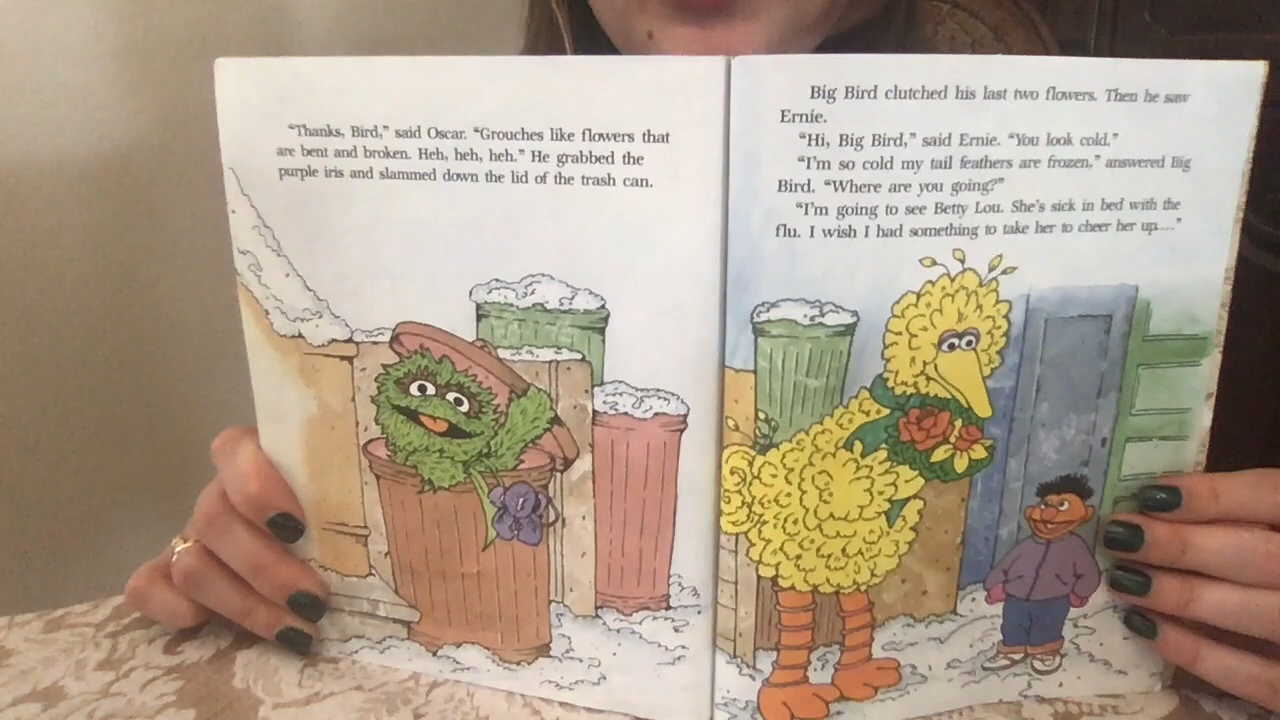 “Thanks, Bird,” said Oscar. “Grouches like flowers that
are bent and broken. Heh, heh, heh.” He grabbed the
purple iris and slammed down the lid of the trash can.
Big Bird clutched his last two flowers. Then he saw
Ernie.
“Hi, Big Bird,” said Ernie. “You look cold.”
“I’m so cold my tail feathers are frozen,” answered Big
Bird. “Where are you going?”
“I’m going to see Betty Lou. She’s sick in bed with the
flu. I wish I had something to take her to cheer her up....”